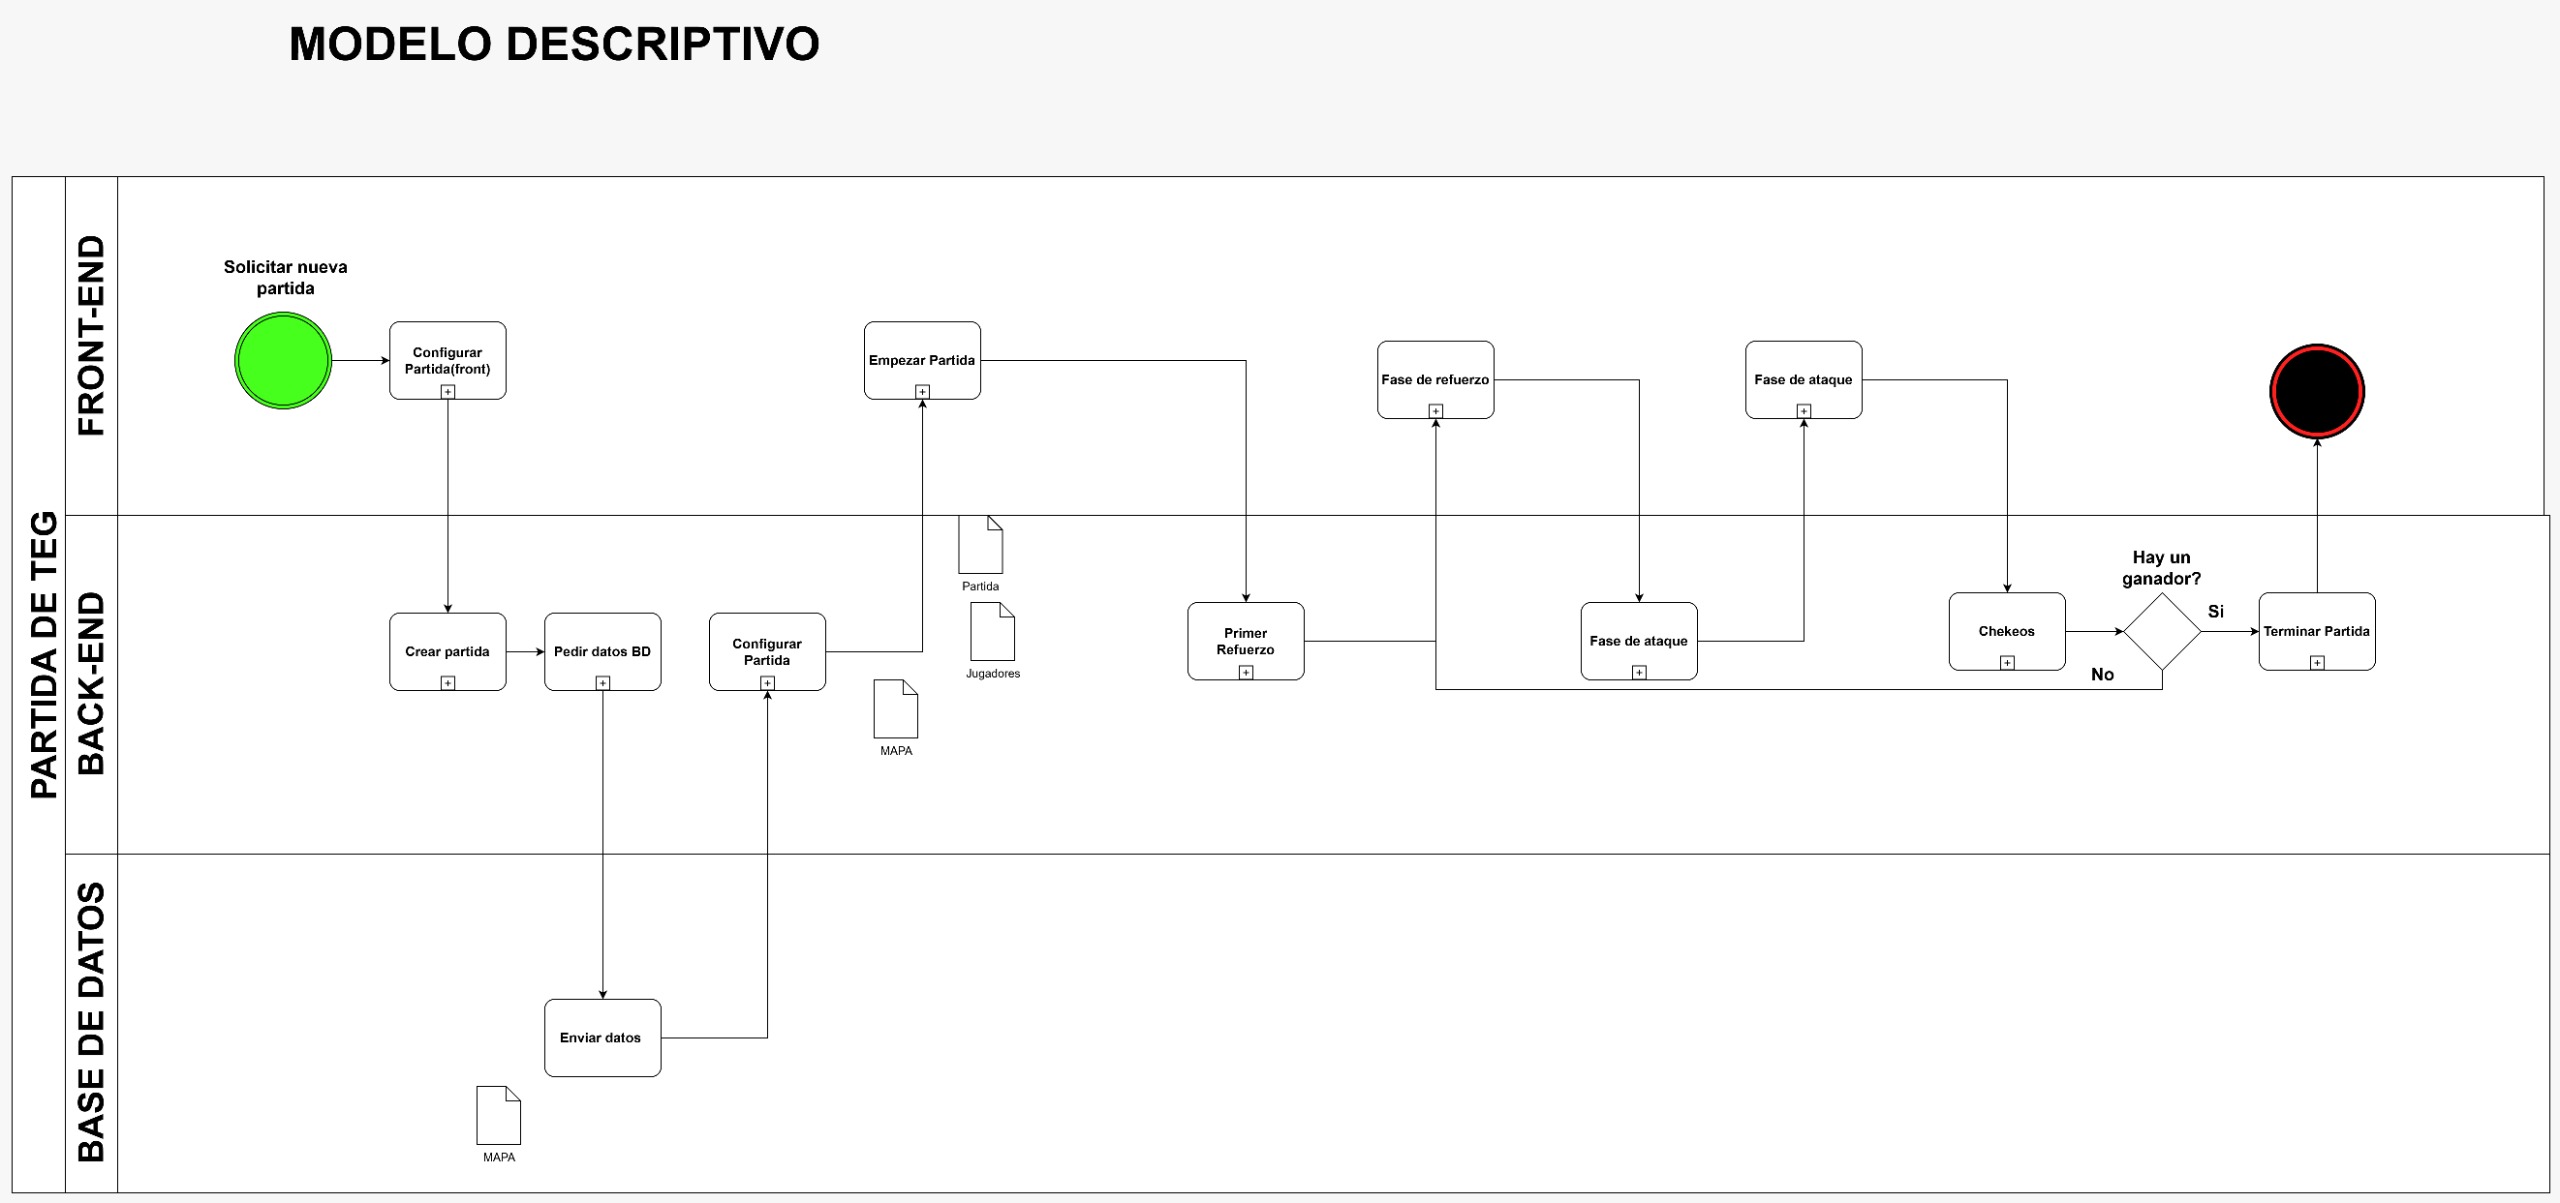 MODELO DESCRIPTIVO
PARTIDA DE TEG
FRONT-END
Solicitar nueva
partida
Configurar
Partida(front)
Empezar Partida
Fase de refuerzo
Fase de ataque
BACK-END
Crear partida
Pedir datos BD
Configurar
Partida
Partida
Jugadores
MAPA
Primer
Refuerzo
Fase de ataque
Chekeos
Hay un
ganador?
Si
No
Terminar Partida
BASE DE DATOS
Enviar datos
MAPA